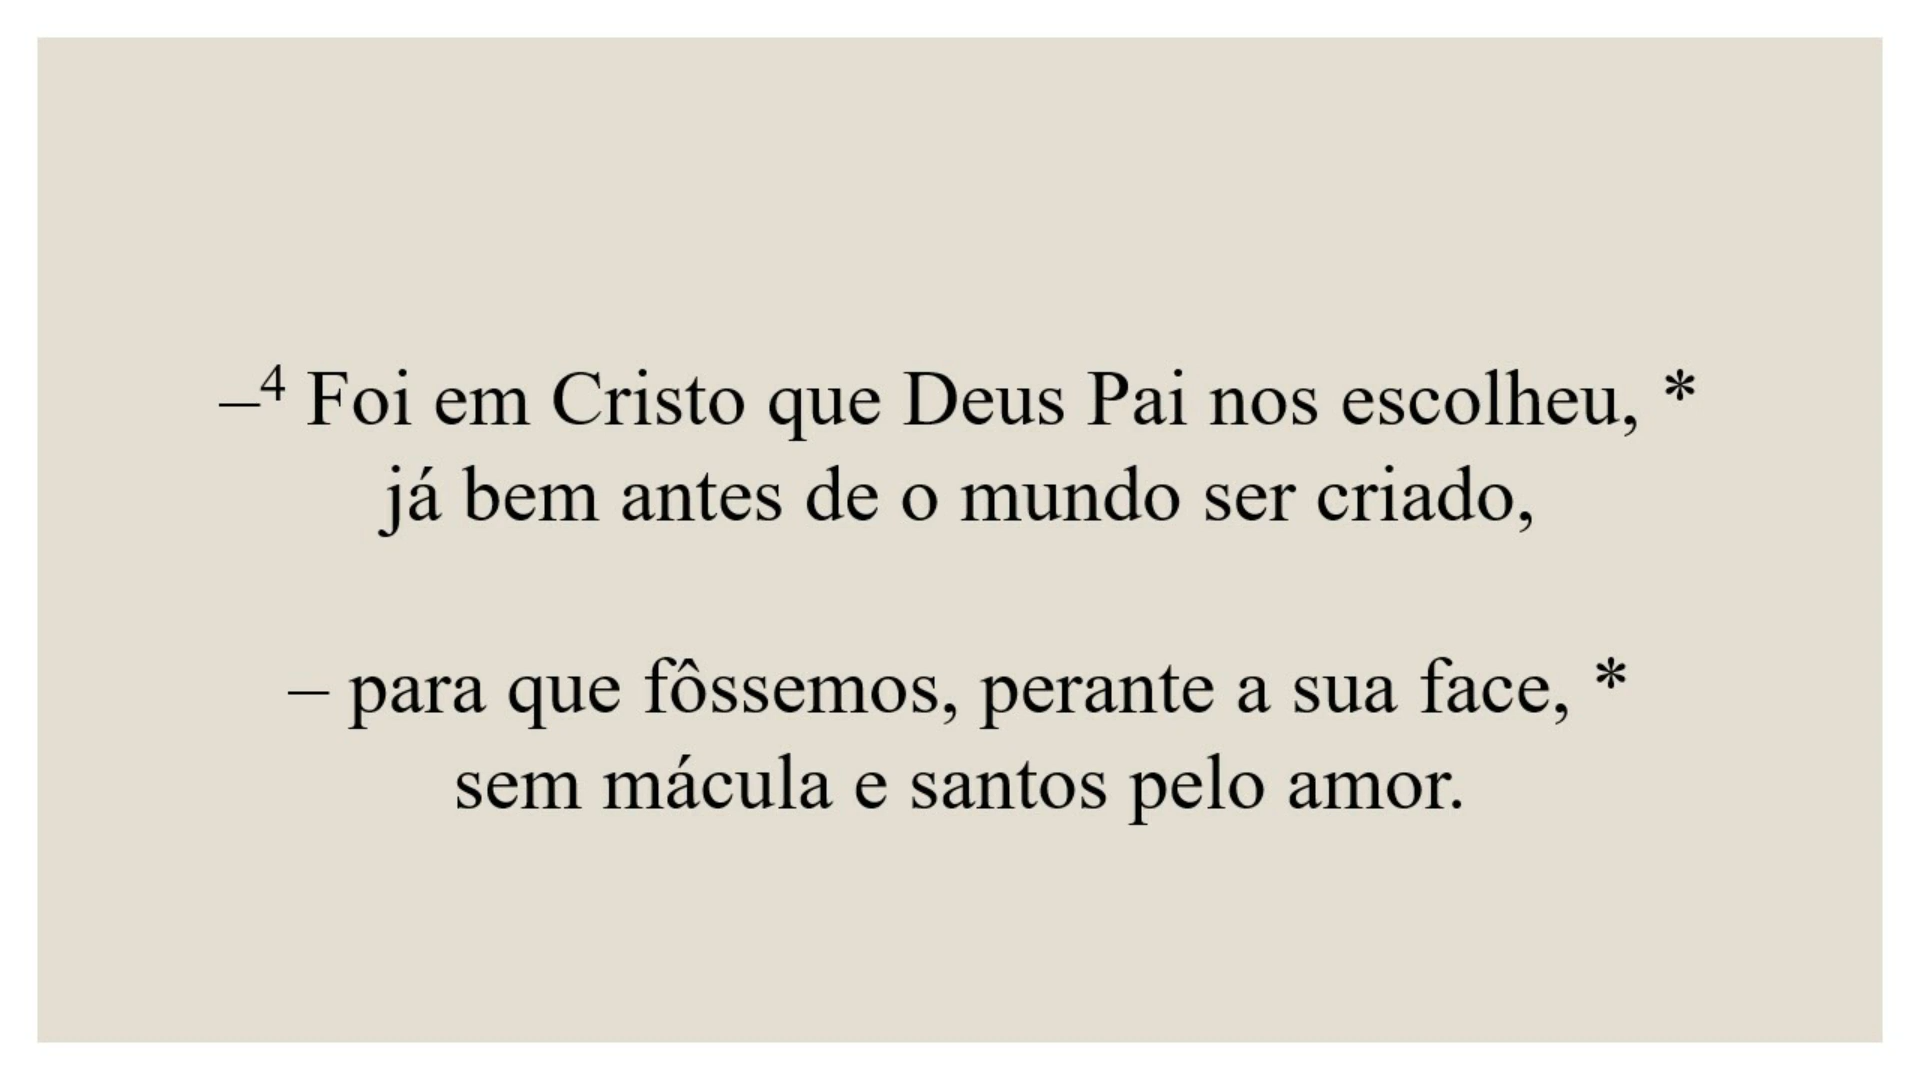 –⁴ Foi em Cristo que Deus Pai nos escolheu, *
já bem antes de o mundo ser criado,
– para que fôssemos, perante a sua face, *
sem mácula e santos pelo amor.